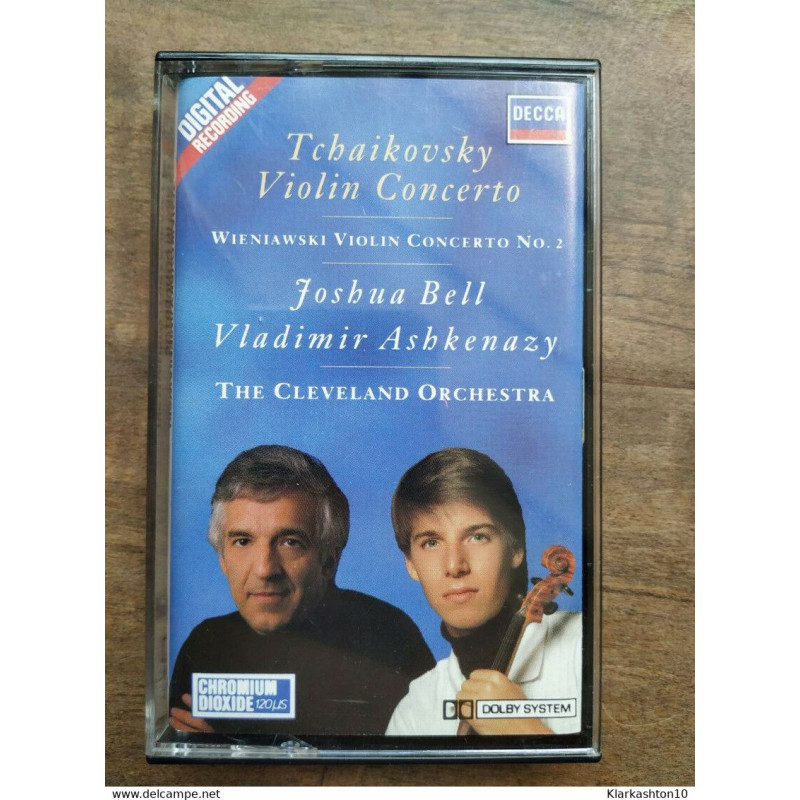 DIGITAL
RECORDING
DECCA
Tchaikovsky
Violin Concerto
WIENIAWSKI VIOLIN CONCERTO NO. 2
Joshua Bell
Vladimir Ashkenazy
THE CLEVELAND ORCHESTRA
CHROMIUM
DIOXIDE 120µS
DOLBY SYSTEM
www.delcampe.net
Klarkashton10